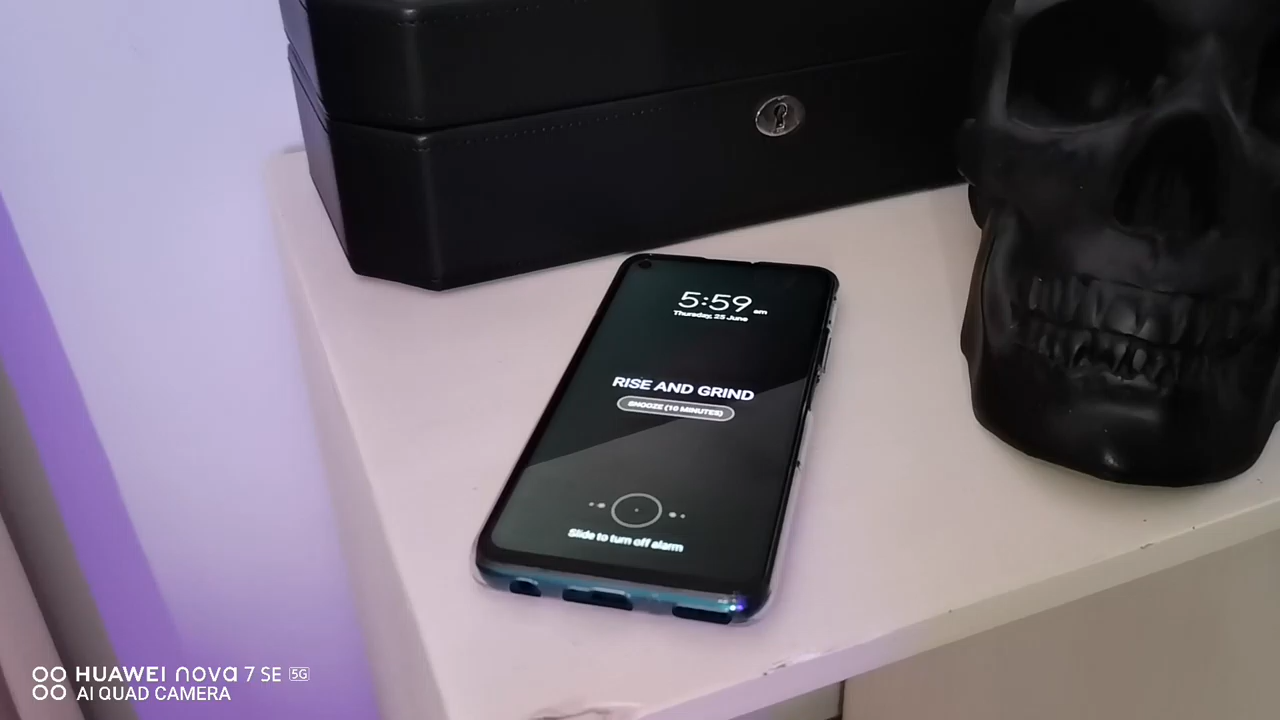 5:59 am
Thursday, 25 June
RISE AND GRIND
SNOOZE (10 MINUTES)
Slide to turn off alarm
HUAWEI nova 7 SE 5G
AI QUAD CAMERA